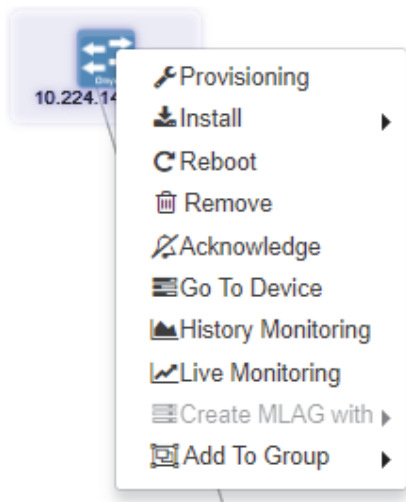 10.224.14
Provisioning
Install
Reboot
Remove
Acknowledge
Go To Device
History Monitoring
Live Monitoring
Create MLAG with
Add To Group